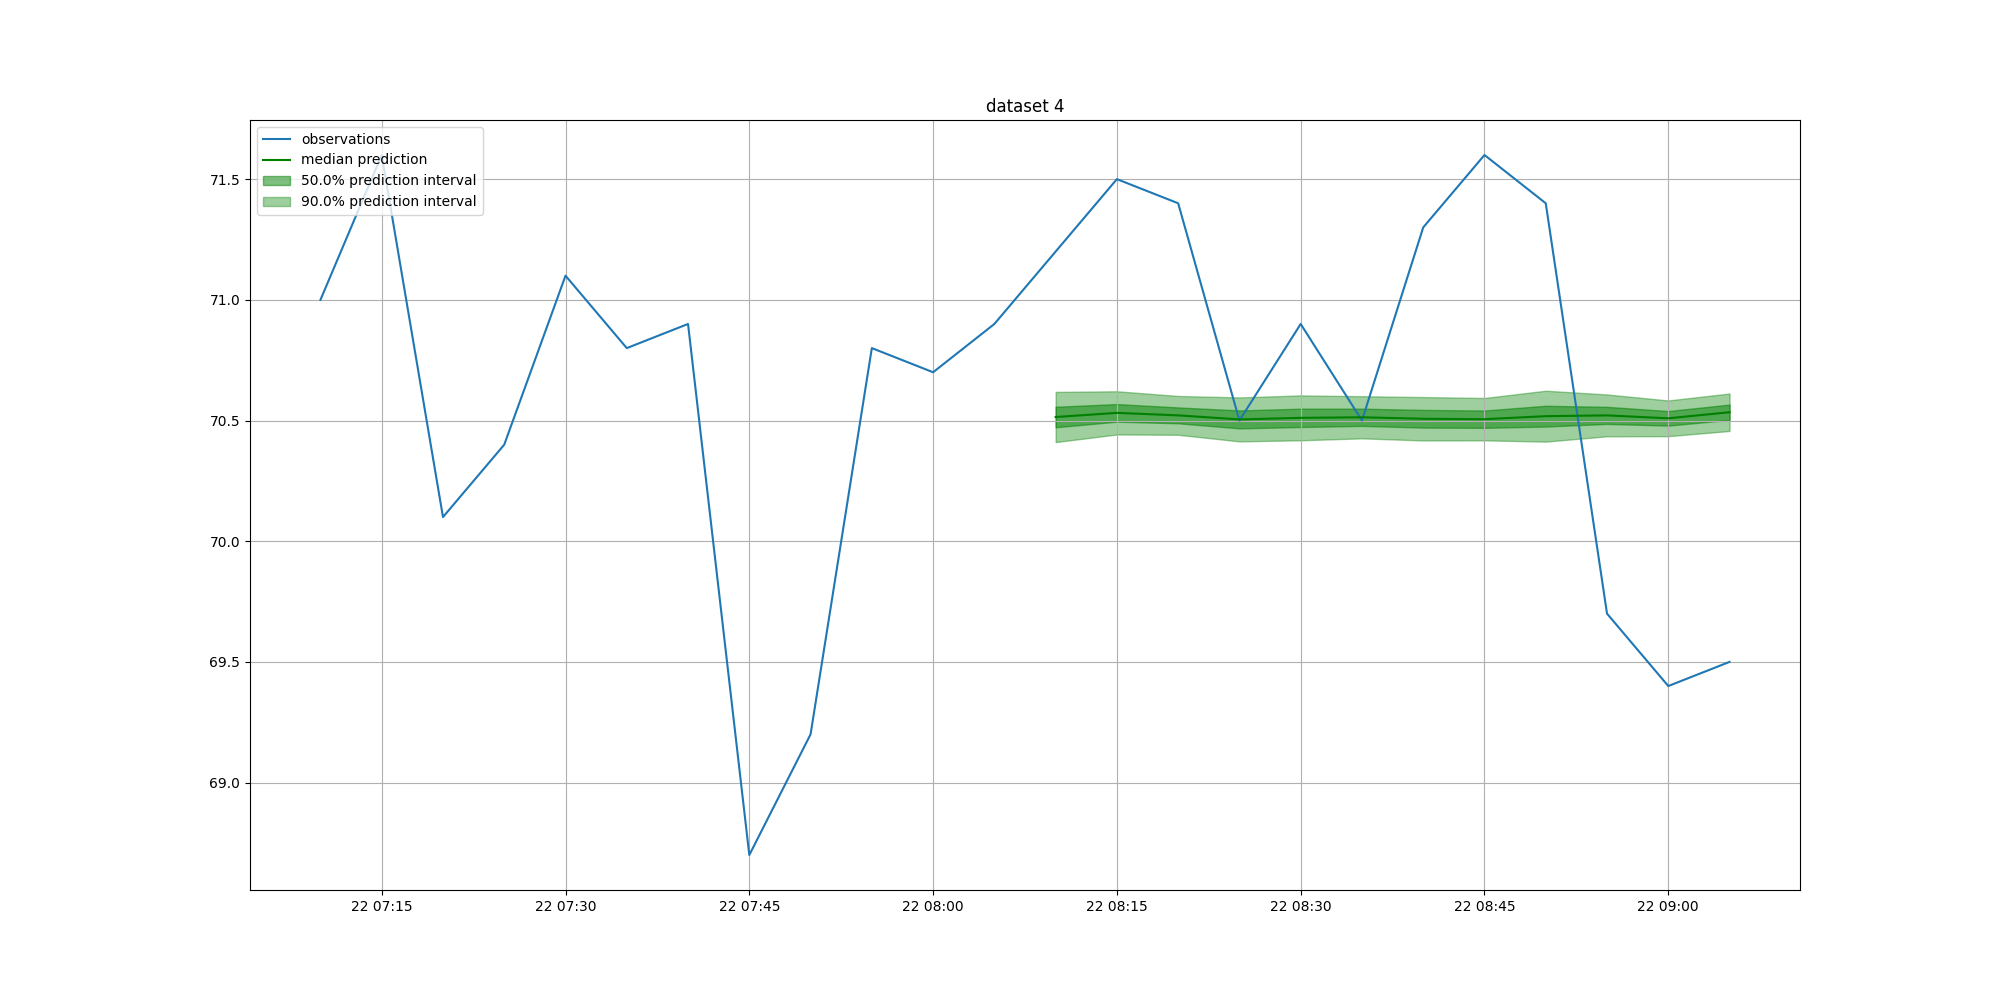 dataset 4
observations
median prediction
50.0% prediction interval
90.0% prediction interval
71.5
71.0
70.5
70.0
69.5
69.0
22 07:15 22 07:30 22 07:45 22 08:00 22 08:15 22 08:30 22 08:45 22 09:00